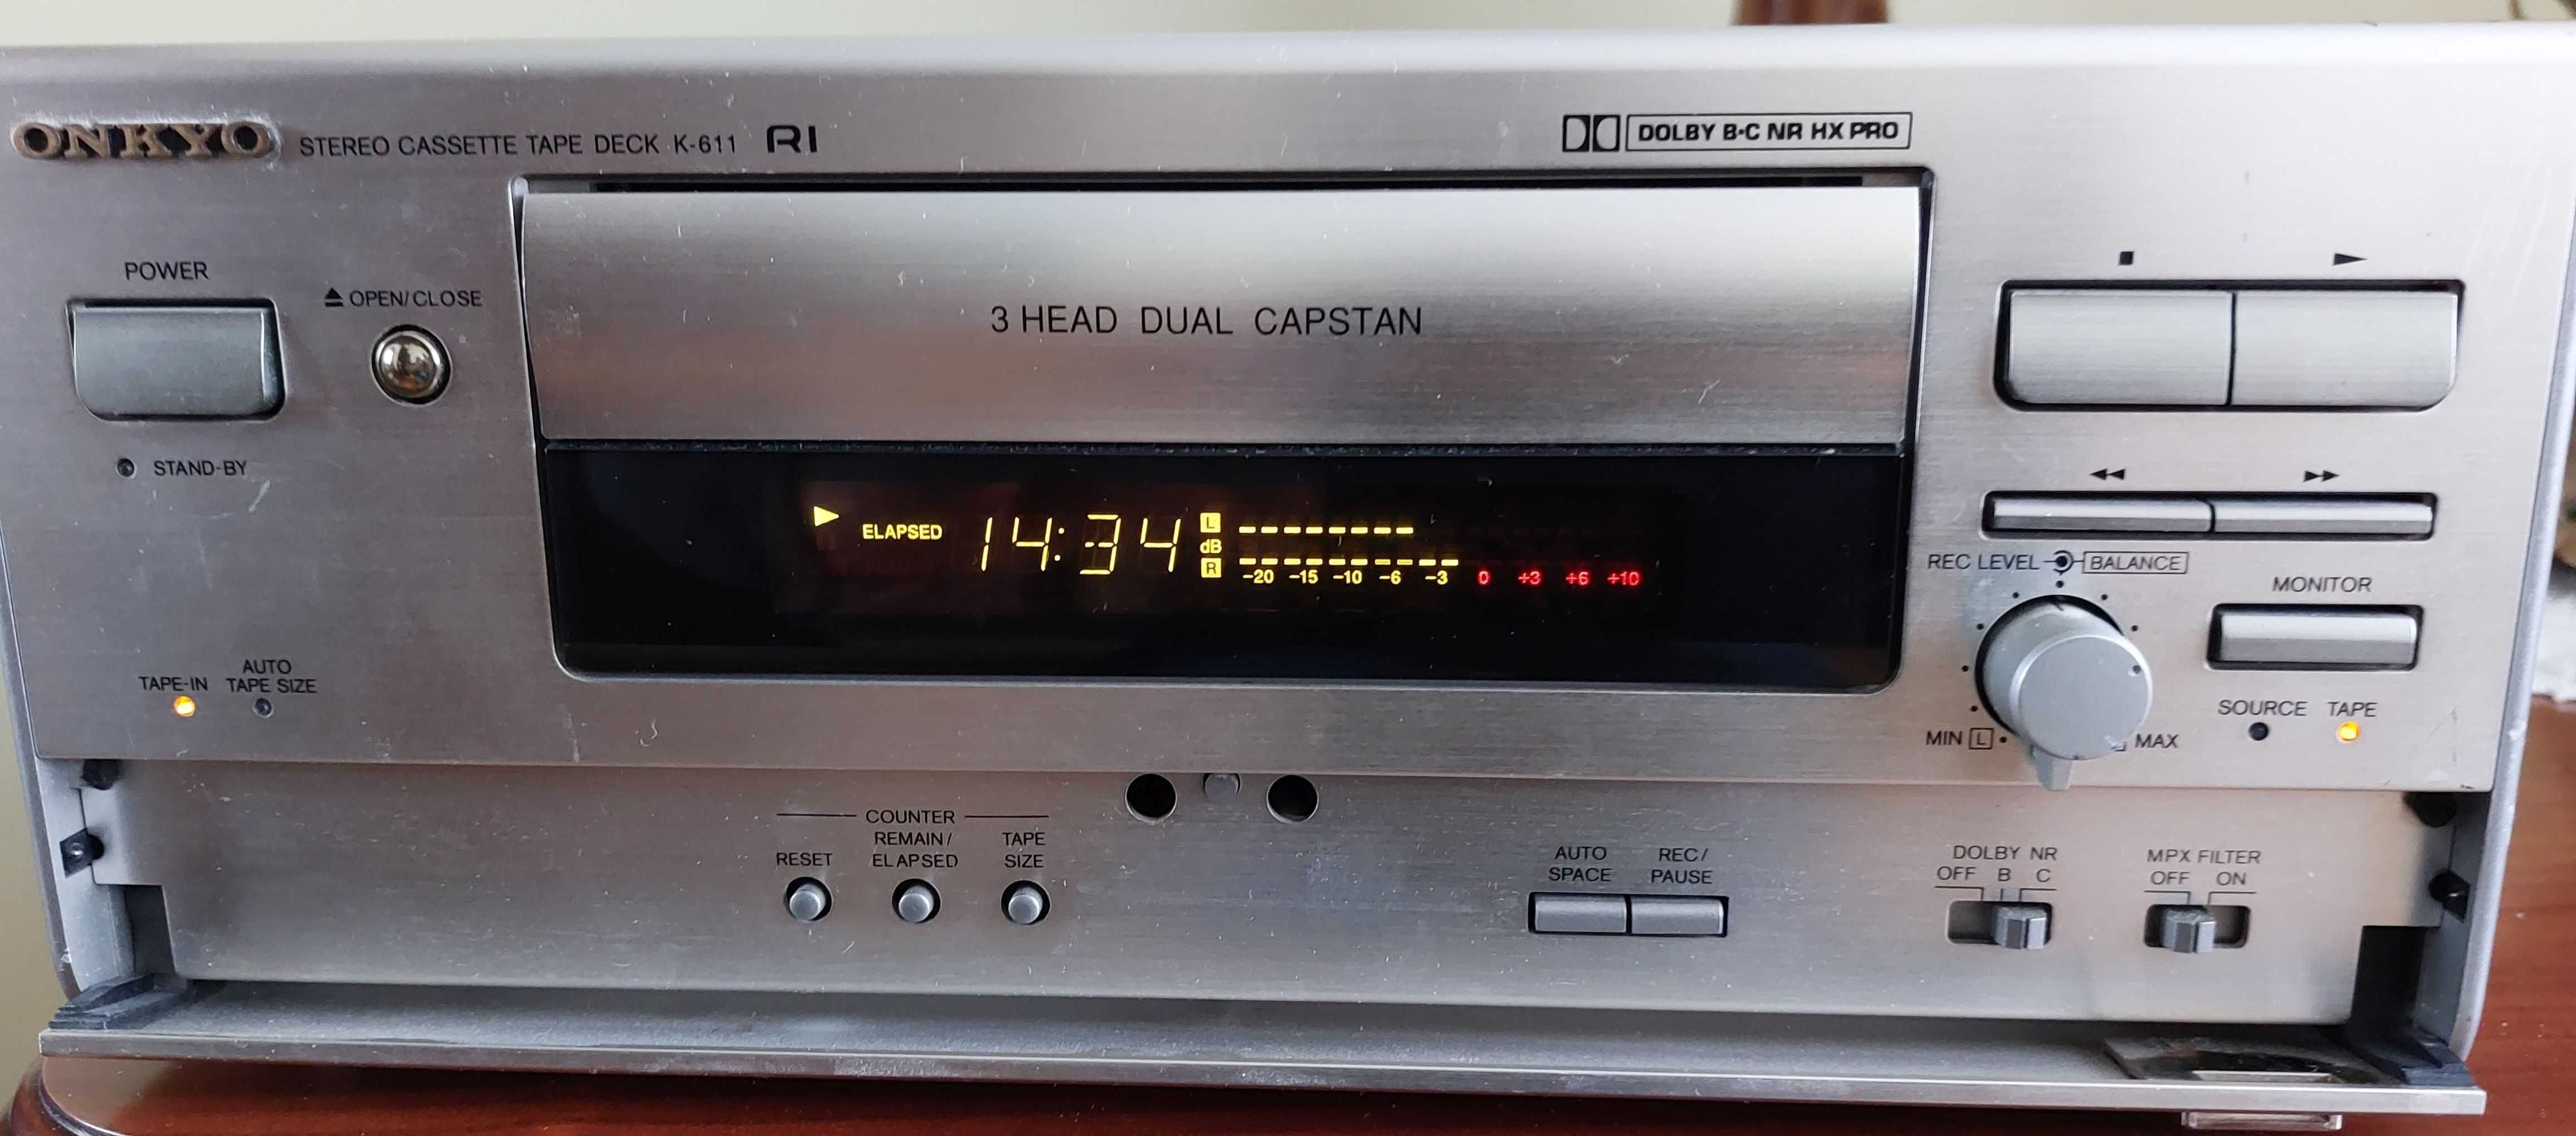 ONKYO STEREO CASSETTE TAPE DECK K-611 RI
DOLBY B·C NR HX PRO
POWER
OPEN/CLOSE
STAND-BY
3 HEAD DUAL CAPSTAN
ELAPSED 14:34
L
dB
R
-20 -15 -10 -6 -3 0 +3 +6 +10
REC LEVEL BALANCE
MONITOR
MIN L MAX
SOURCE TAPE
TAPE-IN
AUTO
TAPE SIZE
COUNTER
RESET
REMAIN/
ELAPSED
TAPE
SIZE
AUTO
SPACE
REC/
PAUSE
DOLBY NR
OFF B C
MPX FILTER
OFF ON